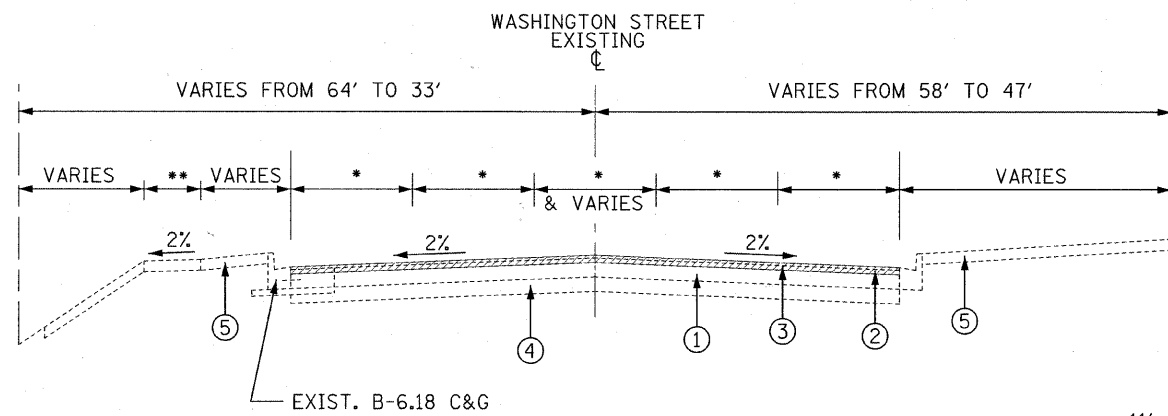 WASHINGTON STREET
EXISTING
℄
VARIES FROM 64' TO 33'
VARIES FROM 58' TO 47'
VARIES ** VARIES * * * * * VARIES
& VARIES
2% 2% 2%
5 4 1 3 2 5
EXIST. B-6.18 C&G